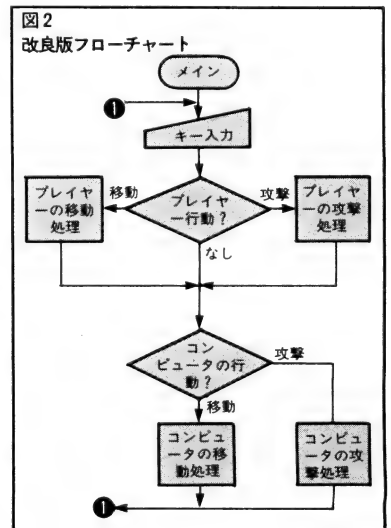 図2
改良版フローチャート
メイン
❶
キー入力
プレイヤ
ーの移動
処理
移動
プレイヤ
ー行動?
攻撃
プレイヤ
ーの攻撃
処理
なし
コン
ピュータの行
動?
攻撃
移動
コンピュ
ータの移
動処理
コンピュ
ータの攻
撃処理
❶